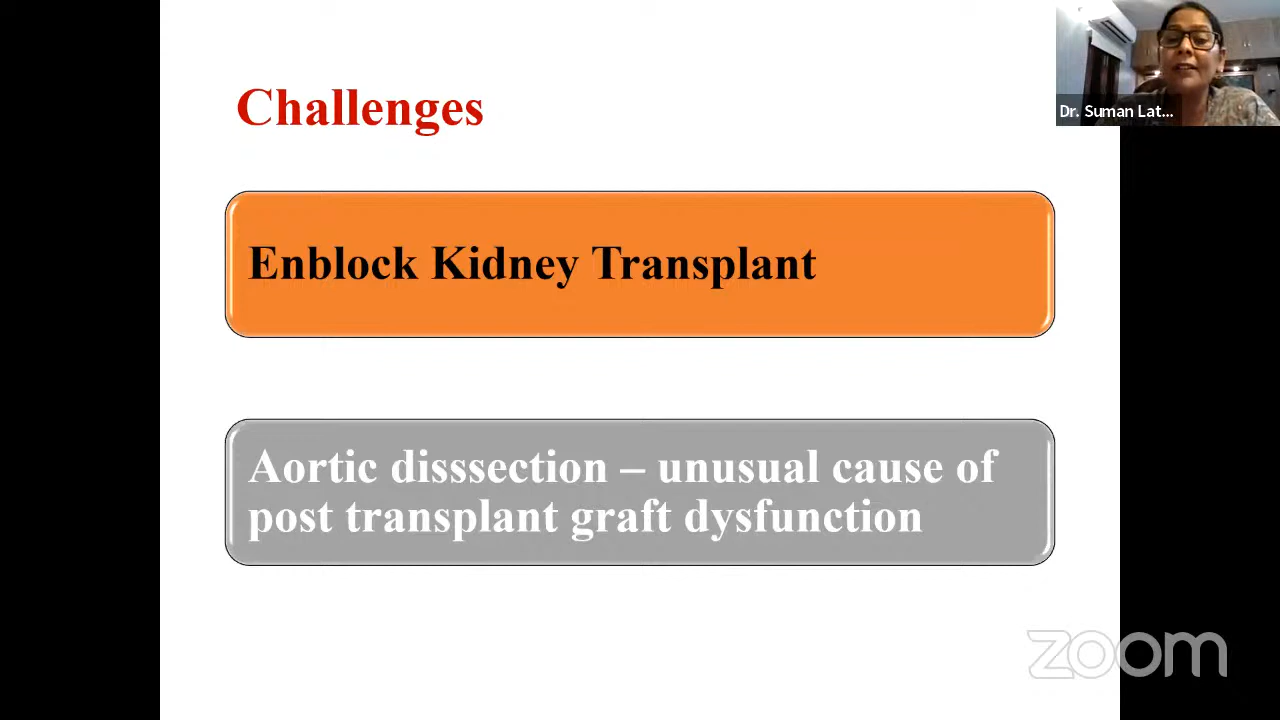 Challenges
Dr. Suman Lat...
Enblock Kidney Transplant
Aortic disssection – unusual cause of
post transplant graft dysfunction
zoom